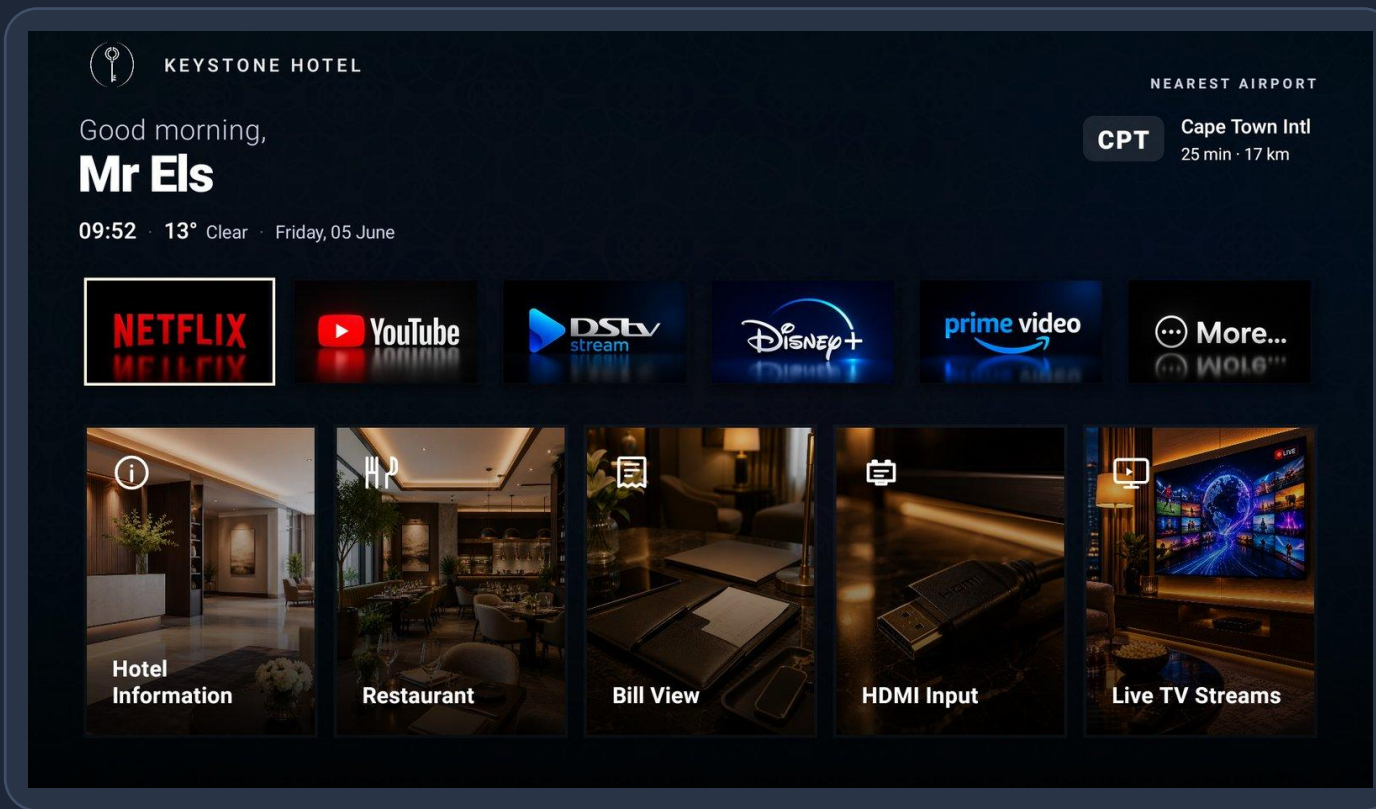 KEYSTONE HOTEL
NEAREST AIRPORT
Good morning,
Mr Els
CPT
Cape Town Intl
25 min · 17 km
09:52 · 13° Clear · Friday, 05 June
NETFLIX
YouTube
DStv
stream
Disney+
prime video
More...
Hotel
Information
Restaurant
Bill View
HDMI
HDMI Input
LIVE
Live TV Streams